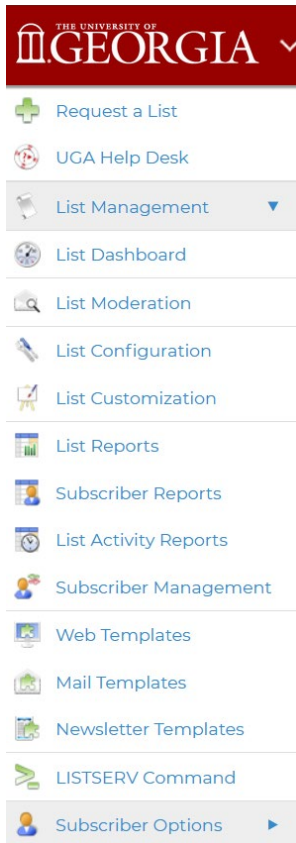 THE UNIVERSITY OF
GEORGIA
Request a List
UGA Help Desk
List Management
List Dashboard
List Moderation
List Configuration
List Customization
List Reports
Subscriber Reports
List Activity Reports
Subscriber Management
Web Templates
Mail Templates
Newsletter Templates
LISTSERV Command
Subscriber Options